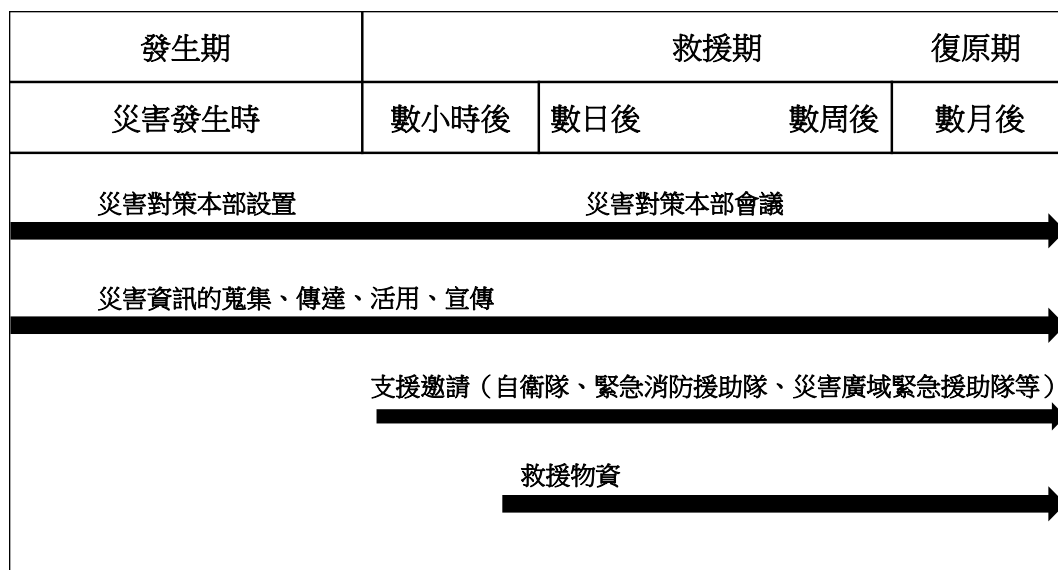 發生期 救援期 復原期
災害發生時 數小時後 數日後 數周後 數月後
災害對策本部設置 災害對策本部會議
災害資訊的蒐集、傳達、活用、宣傳
支援邀請（自衛隊、緊急消防援助隊、災害廣域緊急援助隊等）
救援物資